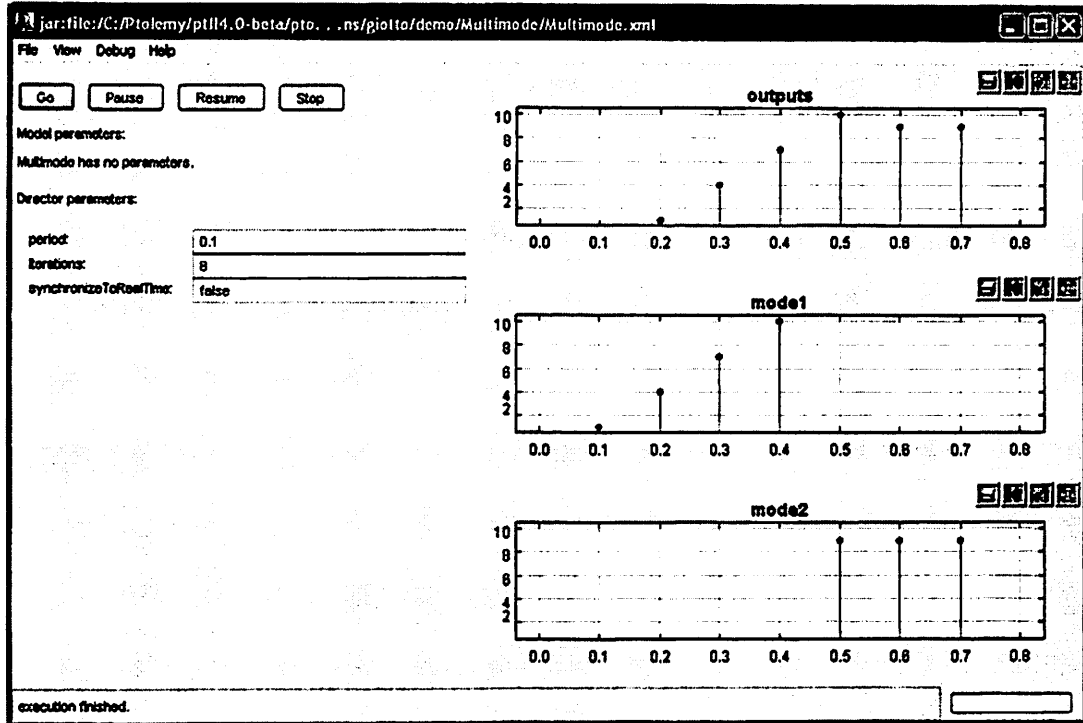 jar:file:/C:/Ptolemy/ptII4.0-beta/pto. . .ns/giotto/demo/Multimode/Multimode.xml
File View Debug Help
Go Pause Resume Stop
Model parameters:
Multimode has no parameters.
Director parameters:
period: 0.1
iterations: 8
synchronizeToRealTime: false
outputs
10
8
6
4
2
0.0 0.1 0.2 0.3 0.4 0.5 0.6 0.7 0.8
mode1
10
8
6
4
2
0.0 0.1 0.2 0.3 0.4 0.5 0.6 0.7 0.8
mode2
10
8
6
4
2
0.0 0.1 0.2 0.3 0.4 0.5 0.6 0.7 0.8
execution finished.